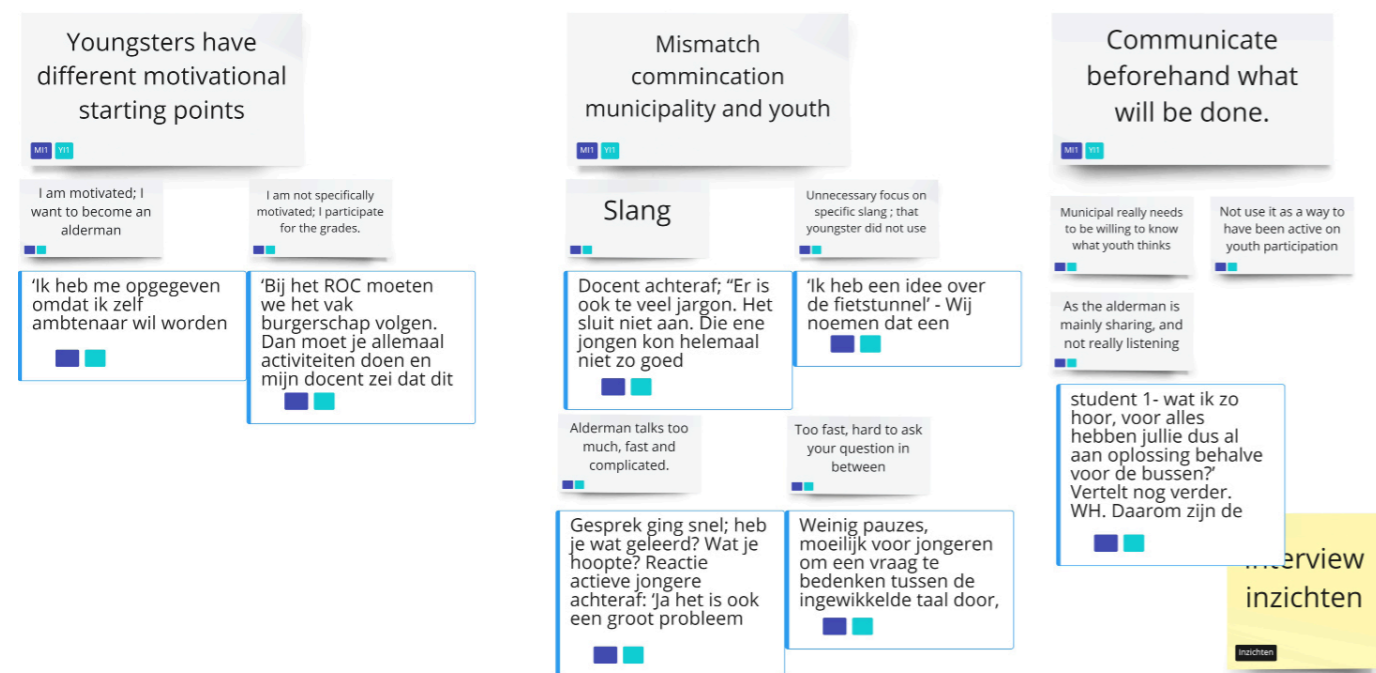 Youngsters have
different motivational
starting points
MI1 YI1
I am motivated; I
want to become an
alderman
I am not specifically
motivated; I participate
for the grades.
‘Ik heb me opgegeven
omdat ik zelf
ambtenaar wil worden
‘Bij het ROC moeten
we het vak
burgerschap volgen.
Dan moet je allemaal
activiteiten doen en
mijn docent zei dat dit
Mismatch
commincation
municipality and youth
MI1 YI1
Slang
Unnecessary focus on
specific slang ; that
youngster did not use
Docent achteraf; “Er is
ook te veel jargon. Het
sluit niet aan. Die ene
jongen kon helemaal
niet zo goed
‘Ik heb een idee over
de fietstunnel’ - Wij
noemen dat een
Alderman talks too
much, fast and
complicated.
Too fast, hard to ask
your question in
between
Gesprek ging snel; heb
je wat geleerd? Wat je
hoopte? Reactie
actieve jongere
achteraf: ‘Ja het is ook
een groot probleem
Weinig pauzes,
moeilijk voor jongeren
om een vraag te
bedenken tussen de
ingewikkelde taal door,
Communicate
beforehand what
will be done.
MI1 YI1
Municipal really needs
to be willing to know
what youth thinks
Not use it as a way to
have been active on
youth participation
As the alderman is
mainly sharing, and
not really listening
student 1- wat ik zo
hoor, voor alles
hebben jullie dus al
aan oplossing behalve
voor de bussen?’
Vertelt nog verder.
WH. Daarom zijn de
Interview
inzichten
Inzichten